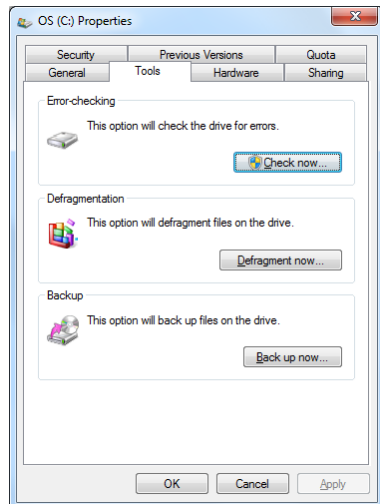 OS (C:) Properties
Security Previous Versions Quota
General Tools Hardware Sharing
Error-checking
This option will check the drive for errors.
Check now...
Defragmentation
This option will defragment files on the drive.
Defragment now...
Backup
This option will back up files on the drive.
Back up now...
OK Cancel Apply